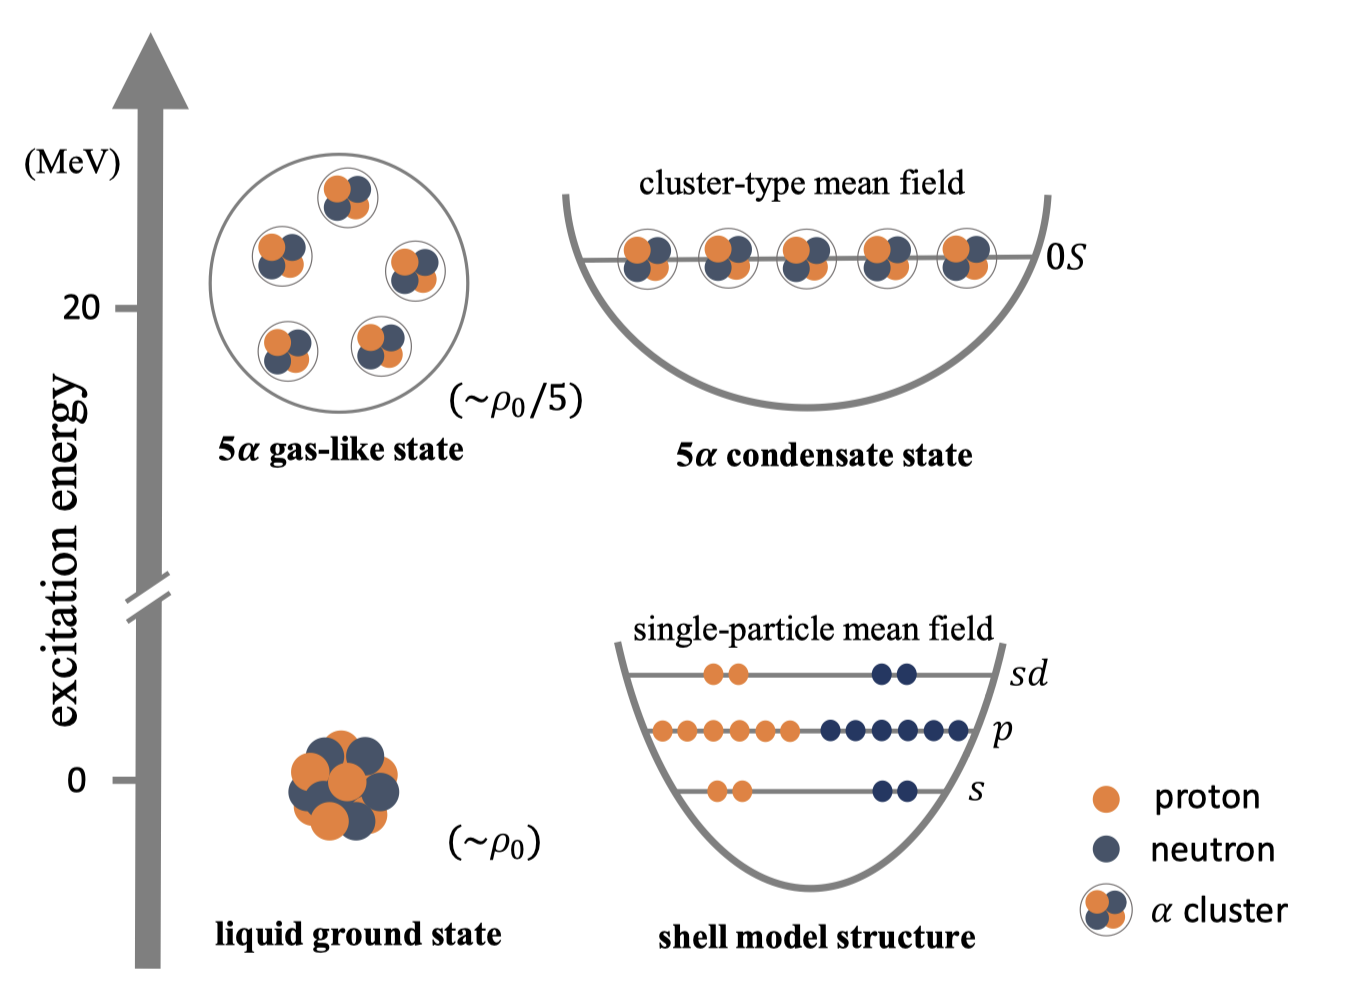 (MeV)
20
0
excitation energy
(~ρ₀/5)
5α gas-like state
cluster-type mean field
0S
5α condensate state
(~ρ₀)
liquid ground state
single-particle mean field
sd
p
s
shell model structure
proton
neutron
α cluster